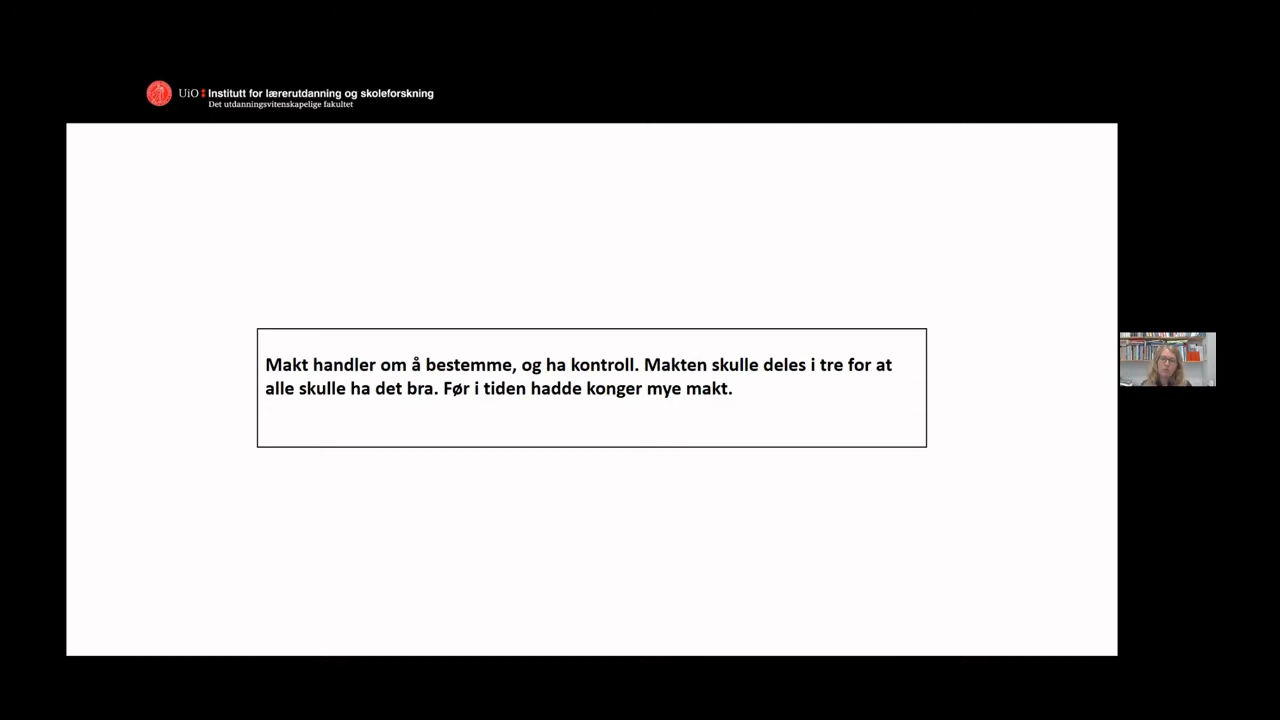 UiO Institutt for lærerutdanning og skoleforskning
Det utdanningsvitenskapelige fakultet
Makt handler om å bestemme, og ha kontroll. Makten skulle deles i tre for at
alle skulle ha det bra. Før i tiden hadde konger mye makt.